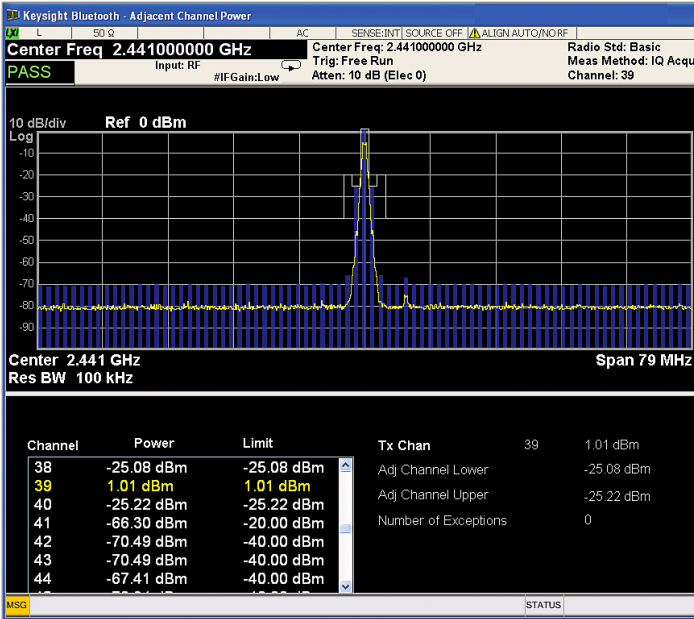 Keysight Bluetooth - Adjacent Channel Power
LXI L 50 Ω AC SENSE:INT SOURCE OFF ALIGN AUTO/NO RF
Center Freq 2.441000000 GHz Center Freq: 2.441000000 GHz Radio Std: Basic
PASS Input: RF Trig: Free Run Meas Method: IQ Acqu
#IFGain:Low Atten: 10 dB (Elec 0) Channel: 39
10 dB/div Ref 0 dBm
Log
-10
-20
-30
-40
-50
-60
-70
-80
-90
Center 2.441 GHz Span 79 MHz
Res BW 100 kHz
Channel Power Limit Tx Chan 39 1.01 dBm
38 -25.08 dBm -25.08 dBm Adj Channel Lower -25.08 dBm
39 1.01 dBm 1.01 dBm
40 -25.22 dBm -25.22 dBm Adj Channel Upper -25.22 dBm
41 -66.30 dBm -20.00 dBm Number of Exceptions 0
42 -70.49 dBm -40.00 dBm
43 -70.49 dBm -40.00 dBm
44 -67.41 dBm -40.00 dBm
MSG STATUS